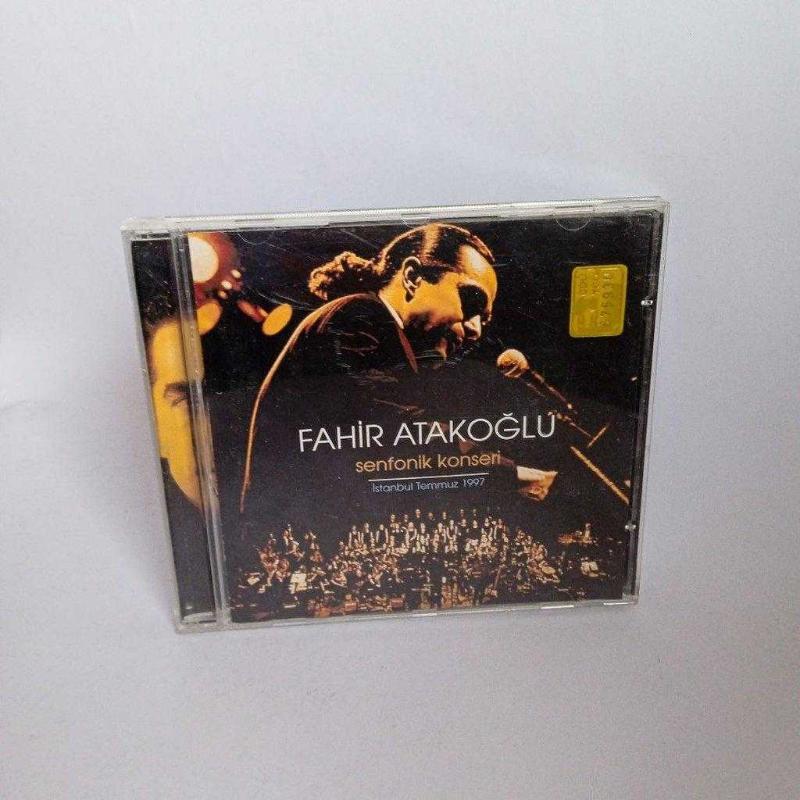 FAHİR ATAKOĞLU
senfonik konseri
İstanbul Temmuz 1997